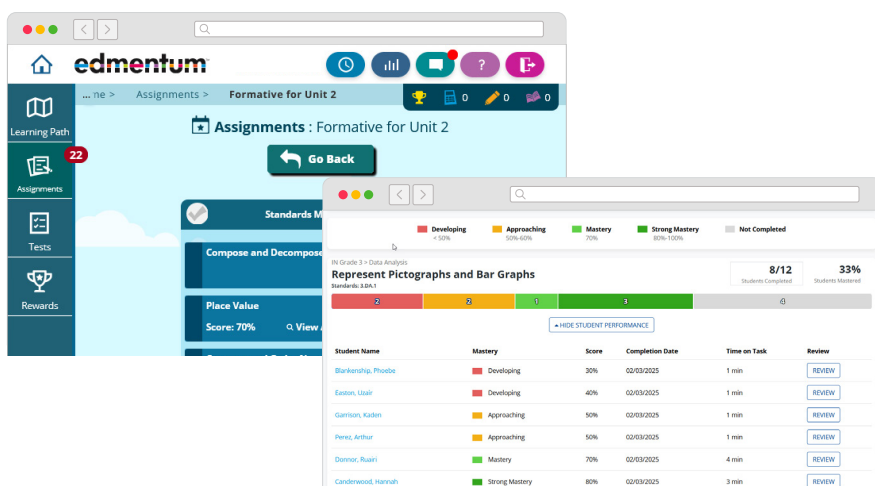 edmentum
?
... ne >   Assignments >   Formative for Unit 2
0 0 0
Learning Path
Assignments : Formative for Unit 2
22
Go Back
Assignments
Standards M
Tests
Compose and Decompose
Rewards
Place Value
Score: 70%   View
Developing   Approaching   Mastery   Strong Mastery   Not Completed
< 50%   50%-60%   70%   80%-100%
IN Grade 3 > Data Analysis
Represent Pictographs and Bar Graphs
Standards: 3.DA.1
8/12   33%
Students Completed   Students Mastered
2   2   1   3   4
HIDE STUDENT PERFORMANCE
Student Name   Mastery   Score   Completion Date   Time on Task   Review
Blankenship, Phoebe   Developing   30%   02/03/2025   1 min   REVIEW
Easton, Uzair   Developing   40%   02/03/2025   1 min   REVIEW
Garrison, Kaden   Approaching   50%   02/03/2025   1 min   REVIEW
Perez, Arthur   Approaching   50%   02/03/2025   1 min   REVIEW
Donnor, Ruairi   Mastery   70%   02/03/2025   4 min   REVIEW
Canderwood, Hannah   Strong Mastery   80%   02/03/2025   3 min   REVIEW